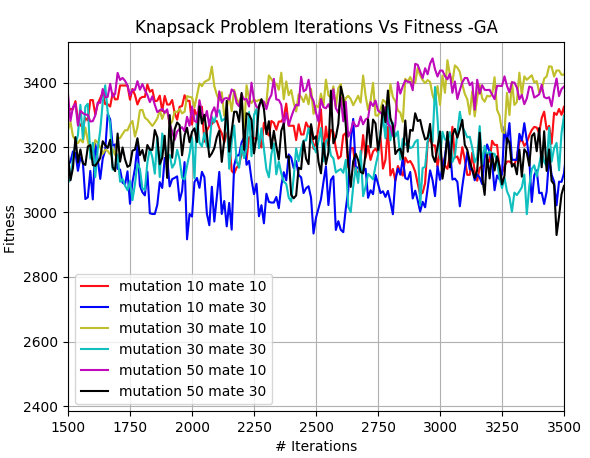 Knapsack Problem Iterations Vs Fitness -GA
Fitness
3400
3200
3000
2800
2600
2400
mutation 10 mate 10
mutation 10 mate 30
mutation 30 mate 10
mutation 30 mate 30
mutation 50 mate 10
mutation 50 mate 30
1500 1750 2000 2250 2500 2750 3000 3250 3500
# Iterations